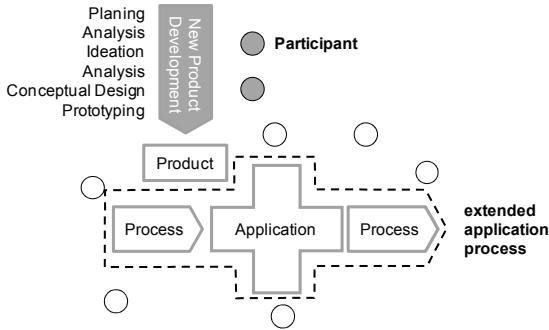 Planing
Analysis
Ideation
Analysis
Conceptual Design
Prototyping
New Product
Development
Participant
Product
Process
Application
Process
extended
application
process